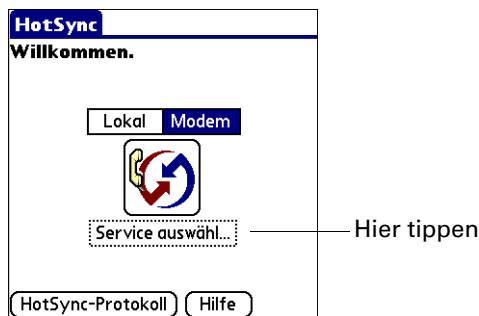 HotSync
Willkommen.
Lokal Modem
Service auswähl...
Hier tippen
HotSync-Protokoll Hilfe